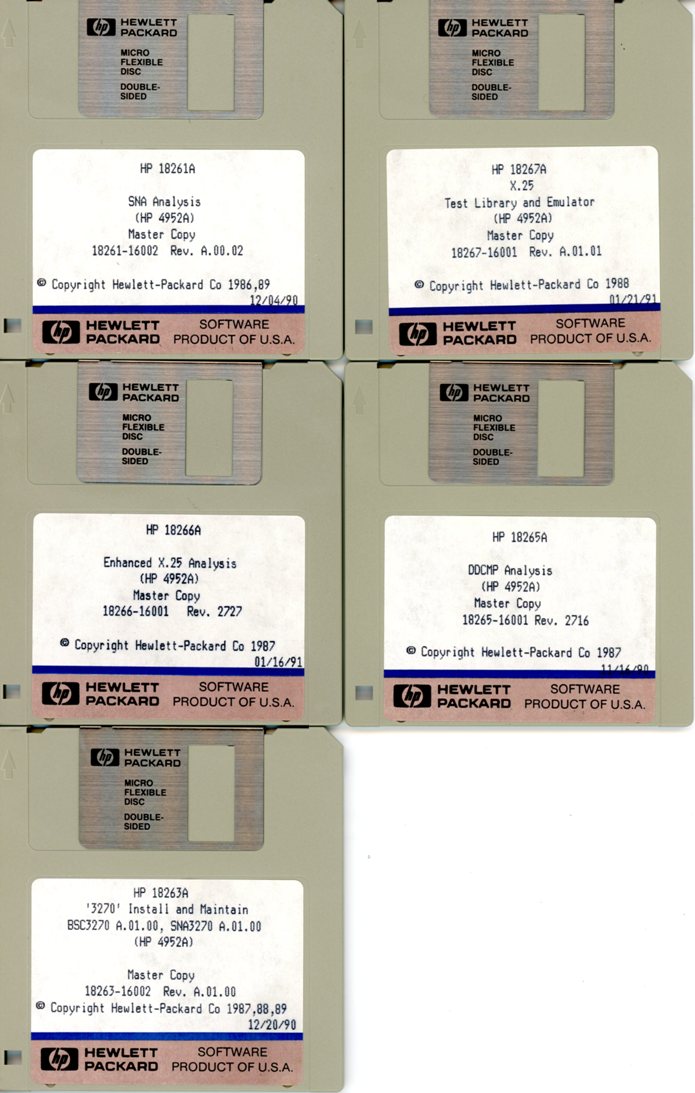 HEWLETT
PACKARD
MICRO
FLEXIBLE
DISC
DOUBLE-
SIDED
HP 18261A
SNA Analysis
(HP 4952A)
Master Copy
18261-16002 Rev. A.00.02
© Copyright Hewlett-Packard Co 1986,89
12/04/90
hp HEWLETT
PACKARD
SOFTWARE
PRODUCT OF U.S.A.
hp HEWLETT
PACKARD
MICRO
FLEXIBLE
DISC
DOUBLE-
SIDED
HP 18267A
X.25
Test Library and Emulator
(HP 4952A)
Master Copy
18267-16001 Rev. A.01.01
© Copyright Hewlett-Packard Co 1988
01/21/91
hp HEWLETT
PACKARD
SOFTWARE
PRODUCT OF U.S.A.
hp HEWLETT
PACKARD
MICRO
FLEXIBLE
DISC
DOUBLE-
SIDED
HP 18266A
Enhanced X.25 Analysis
(HP 4952A)
Master Copy
18266-16001 Rev. 2727
© Copyright Hewlett-Packard Co 1987
01/16/91
hp HEWLETT
PACKARD
SOFTWARE
PRODUCT OF U.S.A.
hp HEWLETT
PACKARD
MICRO
FLEXIBLE
DISC
DOUBLE-
SIDED
HP 18265A
DDCMP Analysis
(HP 4952A)
Master Copy
18265-16001 Rev. 2716
© Copyright Hewlett-Packard Co 1987
11/16/90
hp HEWLETT
PACKARD
SOFTWARE
PRODUCT OF U.S.A.
hp HEWLETT
PACKARD
MICRO
FLEXIBLE
DISC
DOUBLE-
SIDED
HP 18263A
'3270' Install and Maintain
BSC3270 A.01.00, SNA3270 A.01.00
(HP 4952A)
Master Copy
18263-16002 Rev. A.01.00
© Copyright Hewlett-Packard Co 1987,88,89
12/20/90
hp HEWLETT
PACKARD
SOFTWARE
PRODUCT OF U.S.A.